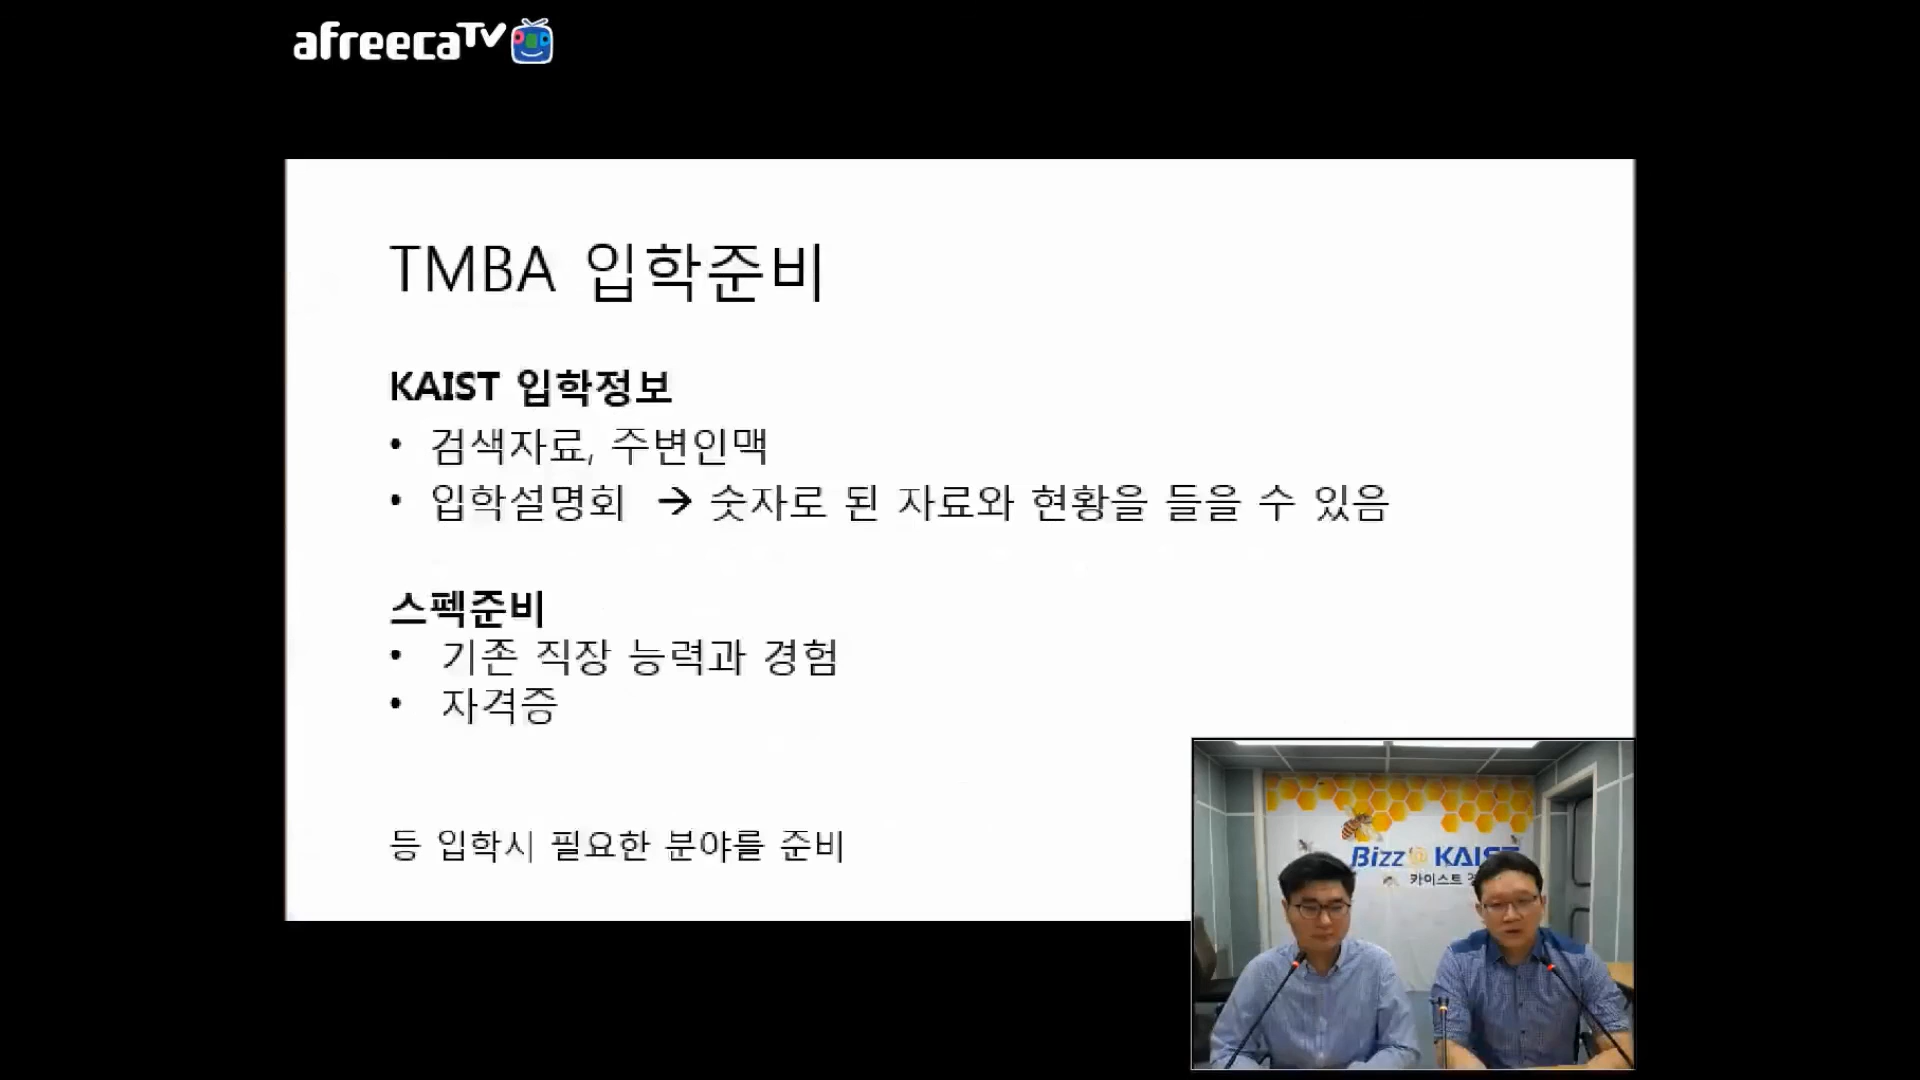 afreecaTV
TMBA 입학준비
KAIST 입학정보
• 검색자료, 주변인맥
• 입학설명회 → 숫자로 된 자료와 현황을 들을 수 있음
스펙준비
• 기존 직장 능력과 경험
• 자격증
등 입학시 필요한 분야를 준비
Bizz@KAIST
카이스트